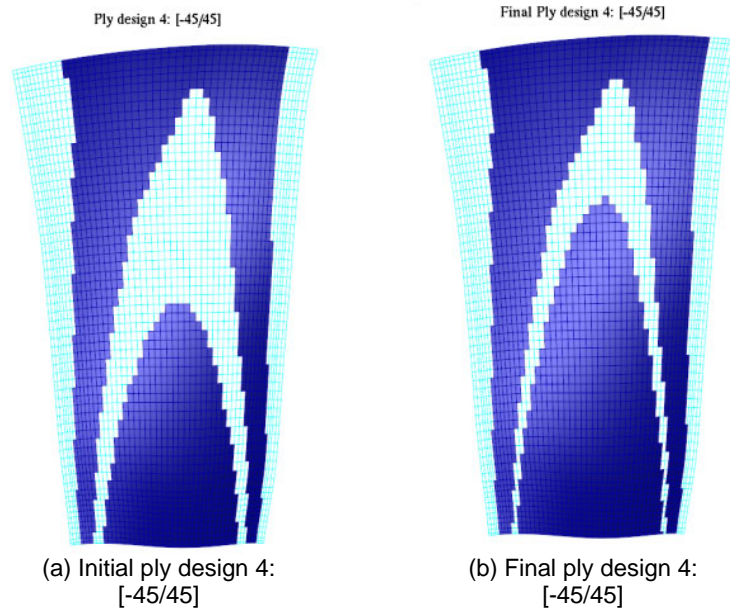 Ply design 4: [-45/45]
Final Ply design 4: [-45/45]
(a) Initial ply design 4:
[-45/45]
(b) Final ply design 4:
[-45/45]